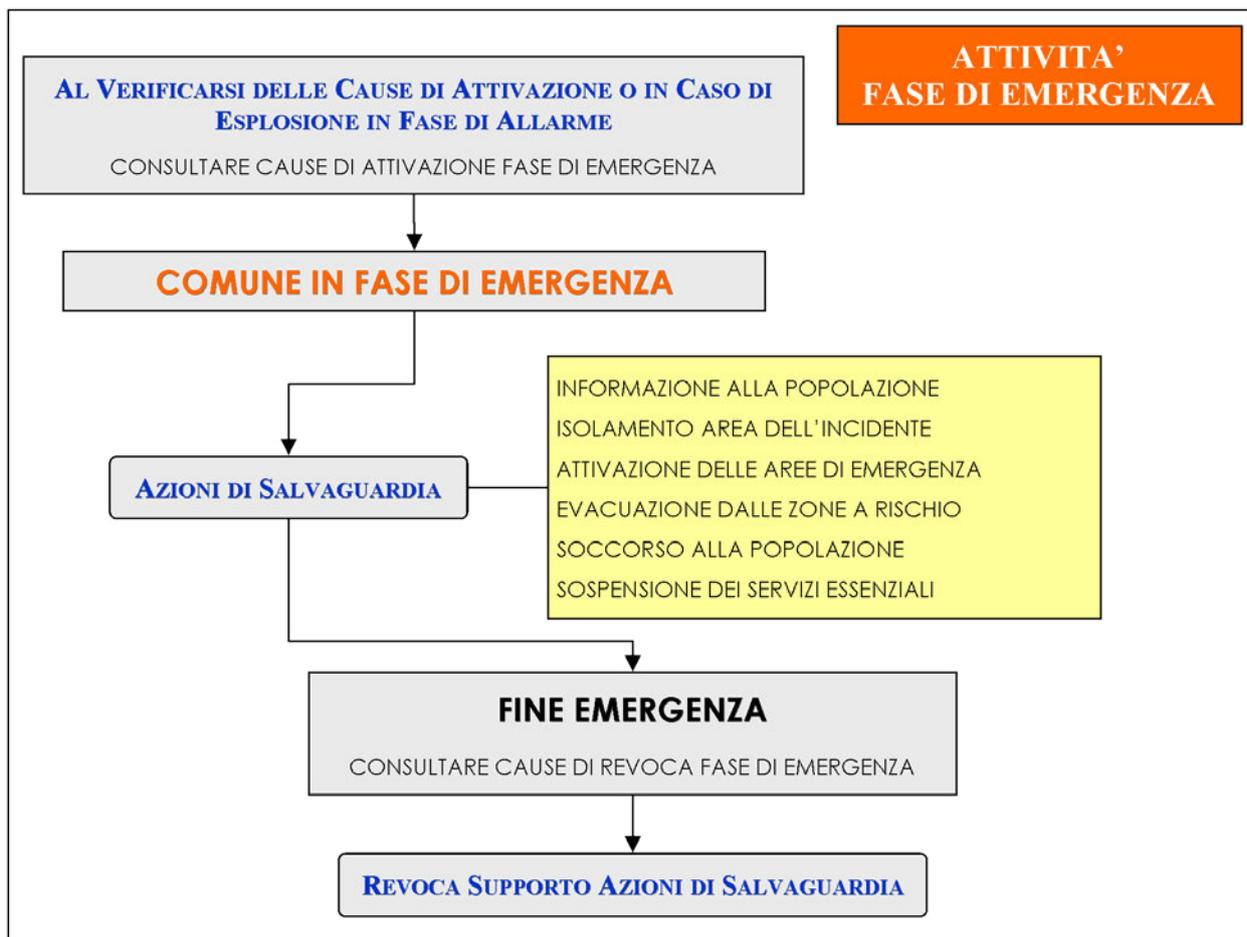 ATTIVITA'
FASE DI EMERGENZA
AL VERIFICARSI DELLE CAUSE DI ATTIVAZIONE O IN CASO DI
ESPLOSIONE IN FASE DI ALLARME
CONSULTARE CAUSE DI ATTIVAZIONE FASE DI EMERGENZA
COMUNE IN FASE DI EMERGENZA
AZIONI DI SALVAGUARDIA
INFORMAZIONE ALLA POPOLAZIONE
ISOLAMENTO AREA DELL'INCIDENTE
ATTIVAZIONE DELLE AREE DI EMERGENZA
EVACUAZIONE DALLE ZONE A RISCHIO
SOCCORSO ALLA POPOLAZIONE
SOSPENSIONE DEI SERVIZI ESSENZIALI
FINE EMERGENZA
CONSULTARE CAUSE DI REVOCA FASE DI EMERGENZA
REVOCA SUPPORTO AZIONI DI SALVAGUARDIA